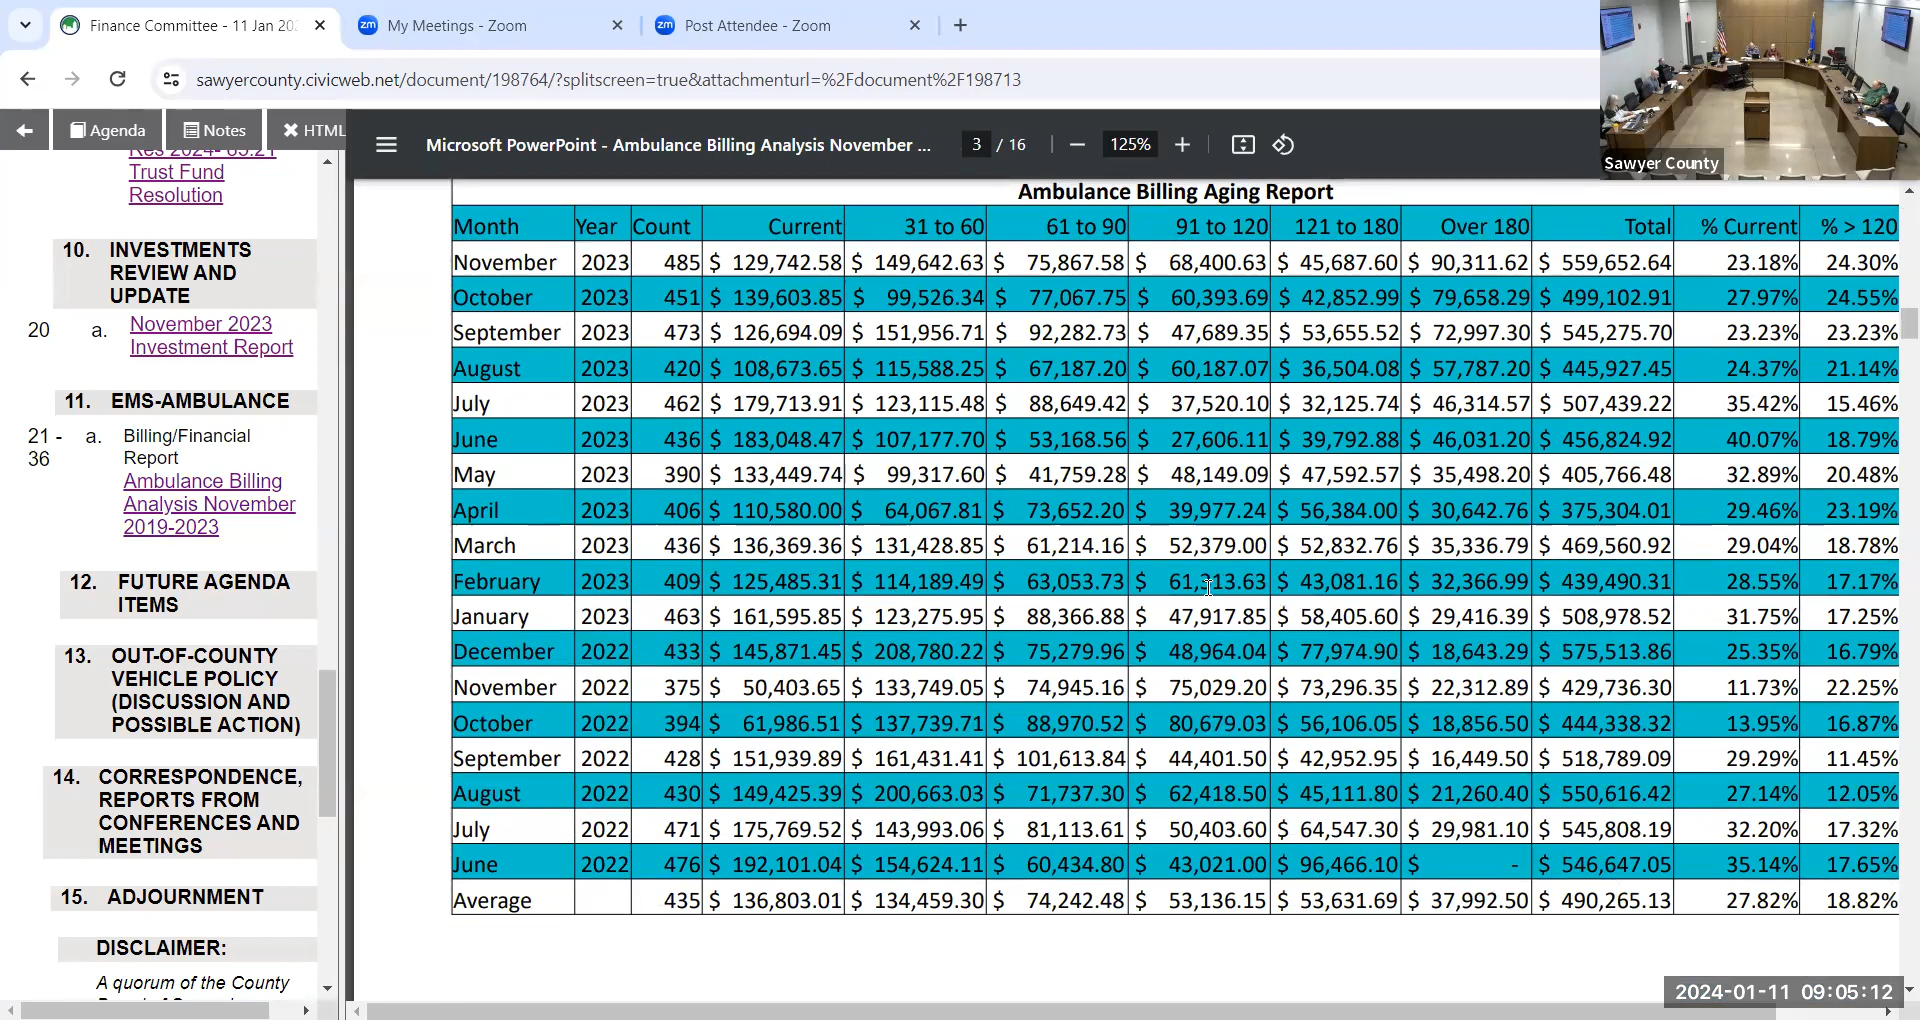 Finance Committee - 11 Jan 202
My Meetings - Zoom
Post Attendee - Zoom
sawyercounty.civicweb.net/document/198764/?splitscreen=true&attachmenturl=%2Fdocument%2F198713
Sawyer County
Agenda Notes HTML
Microsoft PowerPoint - Ambulance Billing Analysis November ... 3 / 16 125%
Trust Fund
Resolution
10. INVESTMENTS
REVIEW AND
UPDATE
20 a. November 2023
Investment Report
11. EMS-AMBULANCE
21 - a. Billing/Financial
36 Report
Ambulance Billing
Analysis November
2019-2023
12. FUTURE AGENDA
ITEMS
13. OUT-OF-COUNTY
VEHICLE POLICY
(DISCUSSION AND
POSSIBLE ACTION)
14. CORRESPONDENCE,
REPORTS FROM
CONFERENCES AND
MEETINGS
15. ADJOURNMENT
DISCLAIMER:
A quorum of the County
Ambulance Billing Aging Report
Month Year Count Current 31 to 60 61 to 90 91 to 120 121 to 180 Over 180 Total % Current % > 120
November 2023 485 $ 129,742.58 $ 149,642.63 $ 75,867.58 $ 68,400.63 $ 45,687.60 $ 90,311.62 $ 559,652.64 23.18% 24.30%
October 2023 451 $ 139,603.85 $ 99,526.34 $ 77,067.75 $ 60,393.69 $ 42,852.99 $ 79,658.29 $ 499,102.91 27.97% 24.55%
September 2023 473 $ 126,694.09 $ 151,956.71 $ 92,282.73 $ 47,689.35 $ 53,655.52 $ 72,997.30 $ 545,275.70 23.23% 23.23%
August 2023 420 $ 108,673.65 $ 115,588.25 $ 67,187.20 $ 60,187.07 $ 36,504.08 $ 57,787.20 $ 445,927.45 24.37% 21.14%
July 2023 462 $ 179,713.91 $ 123,115.48 $ 88,649.42 $ 37,520.10 $ 32,125.74 $ 46,314.57 $ 507,439.22 35.42% 15.46%
June 2023 436 $ 183,048.47 $ 107,177.70 $ 53,168.56 $ 27,606.11 $ 39,792.88 $ 46,031.20 $ 456,824.92 40.07% 18.79%
May 2023 390 $ 133,449.74 $ 99,317.60 $ 41,759.28 $ 48,149.09 $ 47,592.57 $ 35,498.20 $ 405,766.48 32.89% 20.48%
April 2023 406 $ 110,580.00 $ 64,067.81 $ 73,652.20 $ 39,977.24 $ 56,384.00 $ 30,642.76 $ 375,304.01 29.46% 23.19%
March 2023 436 $ 136,369.36 $ 131,428.85 $ 61,214.16 $ 52,379.00 $ 52,832.76 $ 35,336.79 $ 469,560.92 29.04% 18.78%
February 2023 409 $ 125,485.31 $ 114,189.49 $ 63,053.73 $ 61,313.63 $ 43,081.16 $ 32,366.99 $ 439,490.31 28.55% 17.17%
January 2023 463 $ 161,595.85 $ 123,275.95 $ 88,366.88 $ 47,917.85 $ 58,405.60 $ 29,416.39 $ 508,978.52 31.75% 17.25%
December 2022 433 $ 145,871.45 $ 208,780.22 $ 75,279.96 $ 48,964.04 $ 77,974.90 $ 18,643.29 $ 575,513.86 25.35% 16.79%
November 2022 375 $ 50,403.65 $ 133,749.05 $ 74,945.16 $ 75,029.20 $ 73,296.35 $ 22,312.89 $ 429,736.30 11.73% 22.25%
October 2022 394 $ 61,986.51 $ 137,739.71 $ 88,970.52 $ 80,679.03 $ 56,106.05 $ 18,856.50 $ 444,338.32 13.95% 16.87%
September 2022 428 $ 151,939.89 $ 161,431.41 $ 101,613.84 $ 44,401.50 $ 42,952.95 $ 16,449.50 $ 518,789.09 29.29% 11.45%
August 2022 430 $ 149,425.39 $ 200,663.03 $ 71,737.30 $ 62,418.50 $ 45,111.80 $ 21,260.40 $ 550,616.42 27.14% 12.05%
July 2022 471 $ 175,769.52 $ 143,993.06 $ 81,113.61 $ 50,403.60 $ 64,547.30 $ 29,981.10 $ 545,808.19 32.20% 17.32%
June 2022 476 $ 192,101.04 $ 154,624.11 $ 60,434.80 $ 43,021.00 $ 96,466.10 $ - $ 546,647.05 35.14% 17.65%
Average 435 $ 136,803.01 $ 134,459.30 $ 74,242.48 $ 53,136.15 $ 53,631.69 $ 37,992.50 $ 490,265.13 27.82% 18.82%
2024-01-11 09:05:12